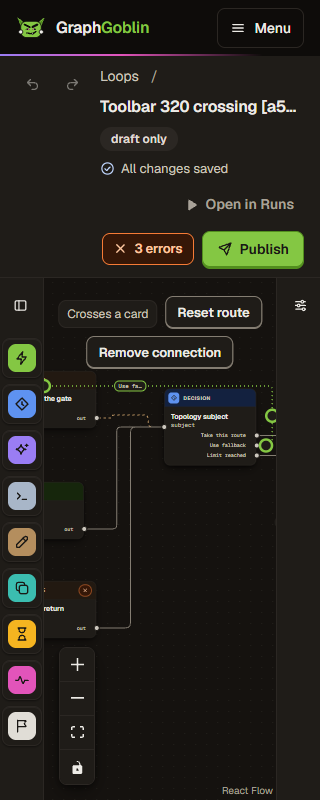 GraphGoblin
Menu
Loops /
Toolbar 320 crossing [a5...
draft only
All changes saved
Open in Runs
3 errors
Publish
Crosses a card
Reset route
Remove connection
Use fa…
the gate
OUT
DECISION
Topology subject
subject
Take this route
Use fallback
Limit reached
OUT
return
OUT
React Flow